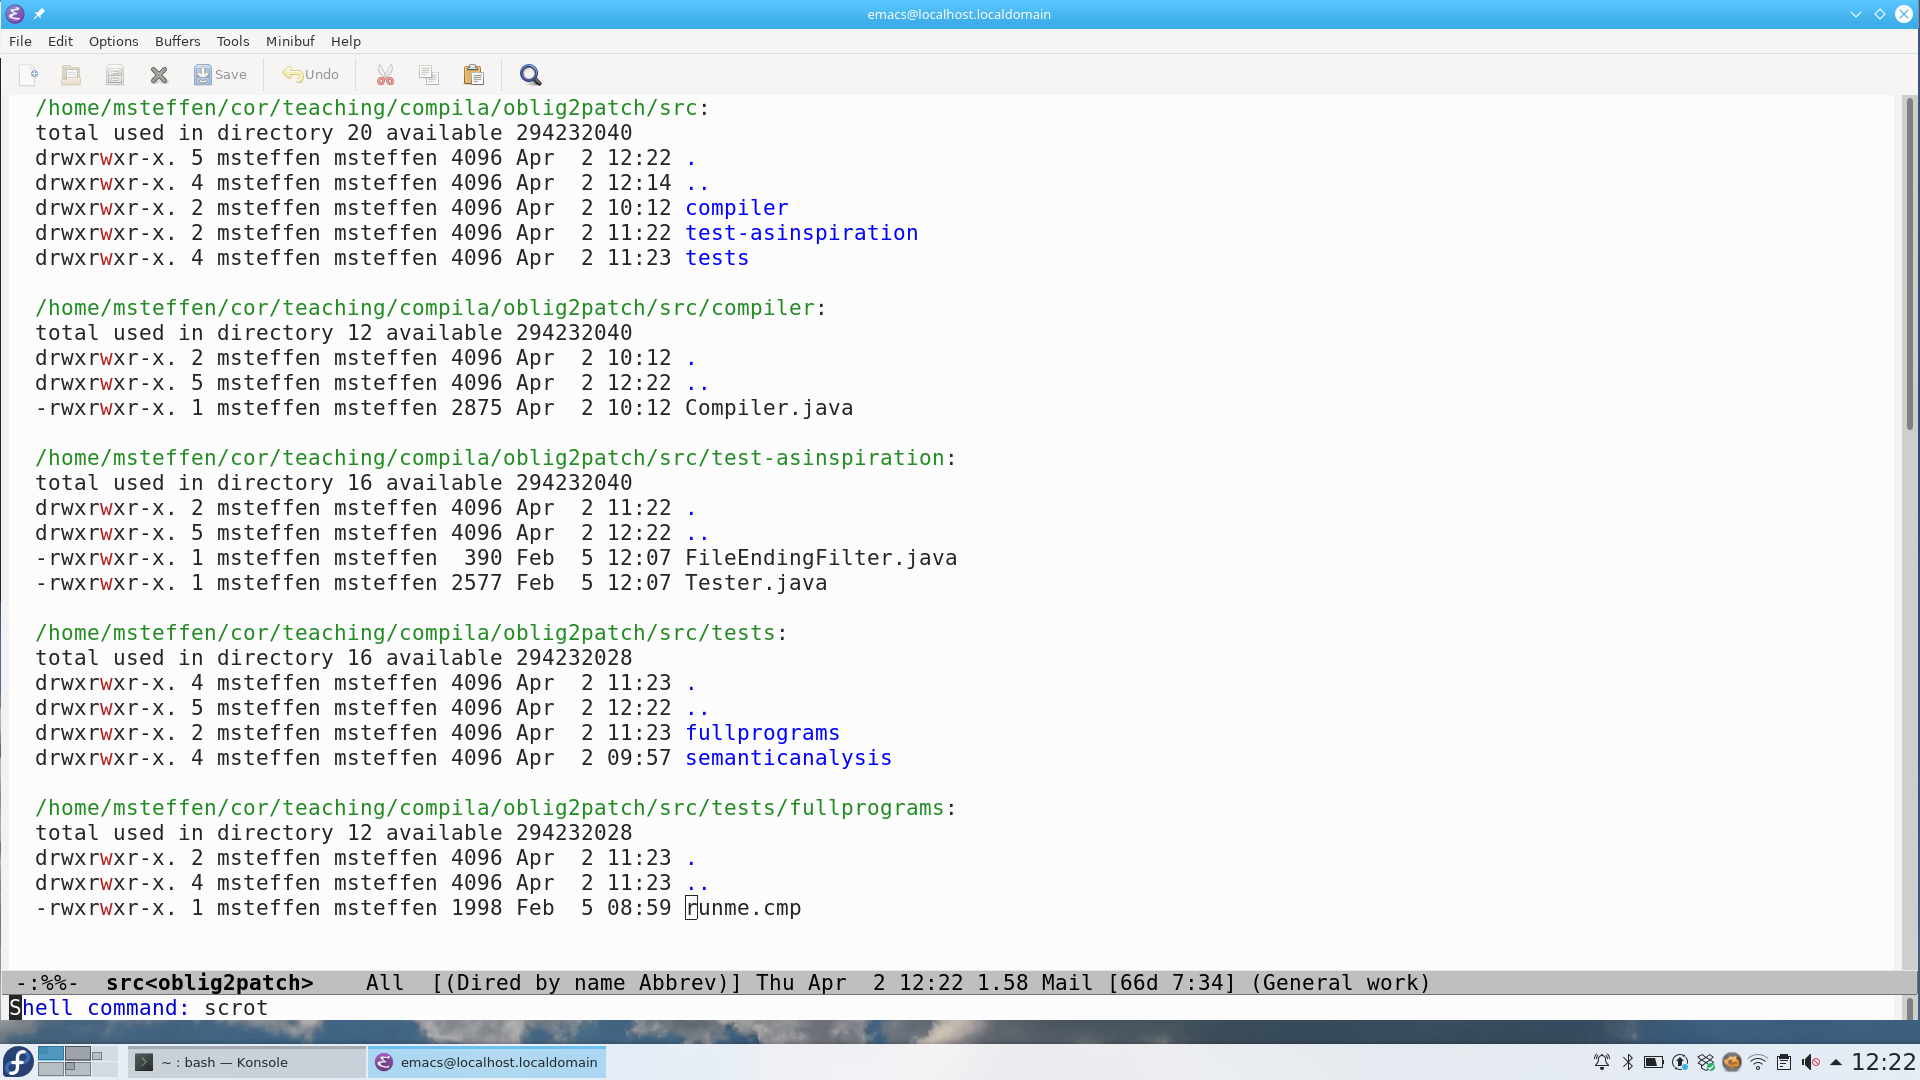 emacs@localhost.localdomain
File Edit Options Buffers Tools Minibuf Help
Save Undo
/home/msteffen/cor/teaching/compila/oblig2patch/src:
total used in directory 20 available 294232040
drwxrwxr-x. 5 msteffen msteffen 4096 Apr  2 12:22 .
drwxrwxr-x. 4 msteffen msteffen 4096 Apr  2 12:14 ..
drwxrwxr-x. 2 msteffen msteffen 4096 Apr  2 10:12 compiler
drwxrwxr-x. 2 msteffen msteffen 4096 Apr  2 11:22 test-asinspiration
drwxrwxr-x. 4 msteffen msteffen 4096 Apr  2 11:23 tests
/home/msteffen/cor/teaching/compila/oblig2patch/src/compiler:
total used in directory 12 available 294232040
drwxrwxr-x. 2 msteffen msteffen 4096 Apr  2 10:12 .
drwxrwxr-x. 5 msteffen msteffen 4096 Apr  2 12:22 ..
-rwxrwxr-x. 1 msteffen msteffen 2875 Apr  2 10:12 Compiler.java
/home/msteffen/cor/teaching/compila/oblig2patch/src/test-asinspiration:
total used in directory 16 available 294232040
drwxrwxr-x. 2 msteffen msteffen 4096 Apr  2 11:22 .
drwxrwxr-x. 5 msteffen msteffen 4096 Apr  2 12:22 ..
-rwxrwxr-x. 1 msteffen msteffen  390 Feb  5 12:07 FileEndingFilter.java
-rwxrwxr-x. 1 msteffen msteffen 2577 Feb  5 12:07 Tester.java
/home/msteffen/cor/teaching/compila/oblig2patch/src/tests:
total used in directory 16 available 294232028
drwxrwxr-x. 4 msteffen msteffen 4096 Apr  2 11:23 .
drwxrwxr-x. 5 msteffen msteffen 4096 Apr  2 12:22 ..
drwxrwxr-x. 2 msteffen msteffen 4096 Apr  2 11:23 fullprograms
drwxrwxr-x. 4 msteffen msteffen 4096 Apr  2 09:57 semanticanalysis
/home/msteffen/cor/teaching/compila/oblig2patch/src/tests/fullprograms:
total used in directory 12 available 294232028
drwxrwxr-x. 2 msteffen msteffen 4096 Apr  2 11:23 .
drwxrwxr-x. 4 msteffen msteffen 4096 Apr  2 11:23 ..
-rwxrwxr-x. 1 msteffen msteffen 1998 Feb  5 08:59 runme.cmp
-:%%-  src<oblig2patch>    All  [(Dired by name Abbrev)] Thu Apr  2 12:22 1.58 Mail [66d 7:34] (General work)
Shell command: scrot
~ : bash — Konsole emacs@localhost.localdomain 12:22